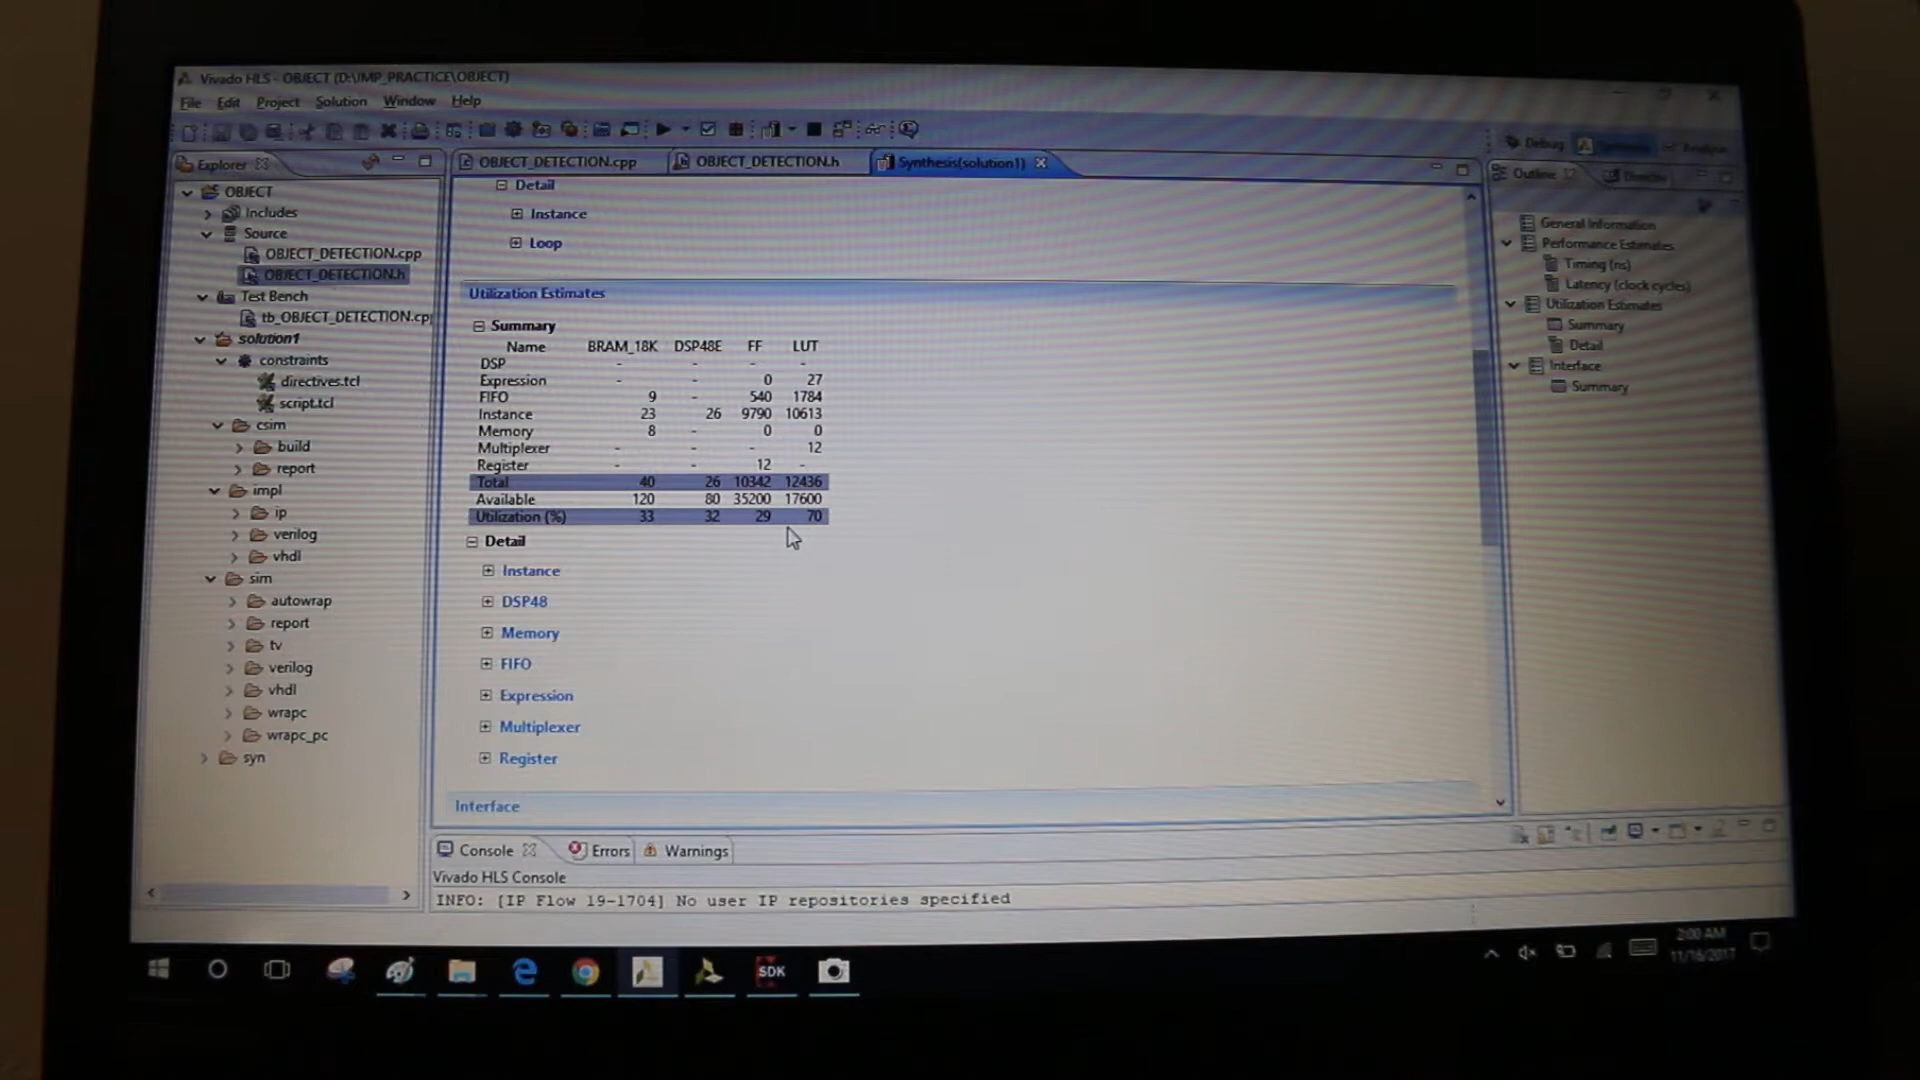 Vivado HLS - OBJECT (D:\IMP_PRACTICE\OBJECT)
File Edit Project Solution Window Help
Debug
Explorer
OBJECT_DETECTION.cpp OBJECT_DETECTION.h Synthesis(solution1)
Outline
OBJECT
Includes
Source
OBJECT_DETECTION.cpp
OBJECT_DETECTION.h
Test Bench
tb_OBJECT_DETECTION.cp
solution1
constraints
directives.tcl
script.tcl
csim
build
report
impl
ip
verilog
vhdl
sim
autowrap
report
tv
verilog
vhdl
wrapc
wrapc_pc
syn
Detail
Instance
Loop
Utilization Estimates
Summary
Name BRAM_18K DSP48E FF LUT
DSP - - - -
Expression - - 0 27
FIFO 9 - 540 1784
Instance 23 26 9790 10613
Memory 8 - 0 0
Multiplexer - - - 12
Register - - 12 -
Total 40 26 10342 12436
Available 120 80 35200 17600
Utilization (%) 33 32 29 70
Detail
Instance
DSP48
Memory
FIFO
Expression
Multiplexer
Register
Interface
General Information
Performance Estimates
Timing (ns)
Latency (clock cycles)
Utilization Estimates
Summary
Detail
Interface
Summary
Console Errors Warnings
Vivado HLS Console
INFO: [IP Flow 19-1704] No user IP repositories specified
SDK
2:00 AM
11/16/2017